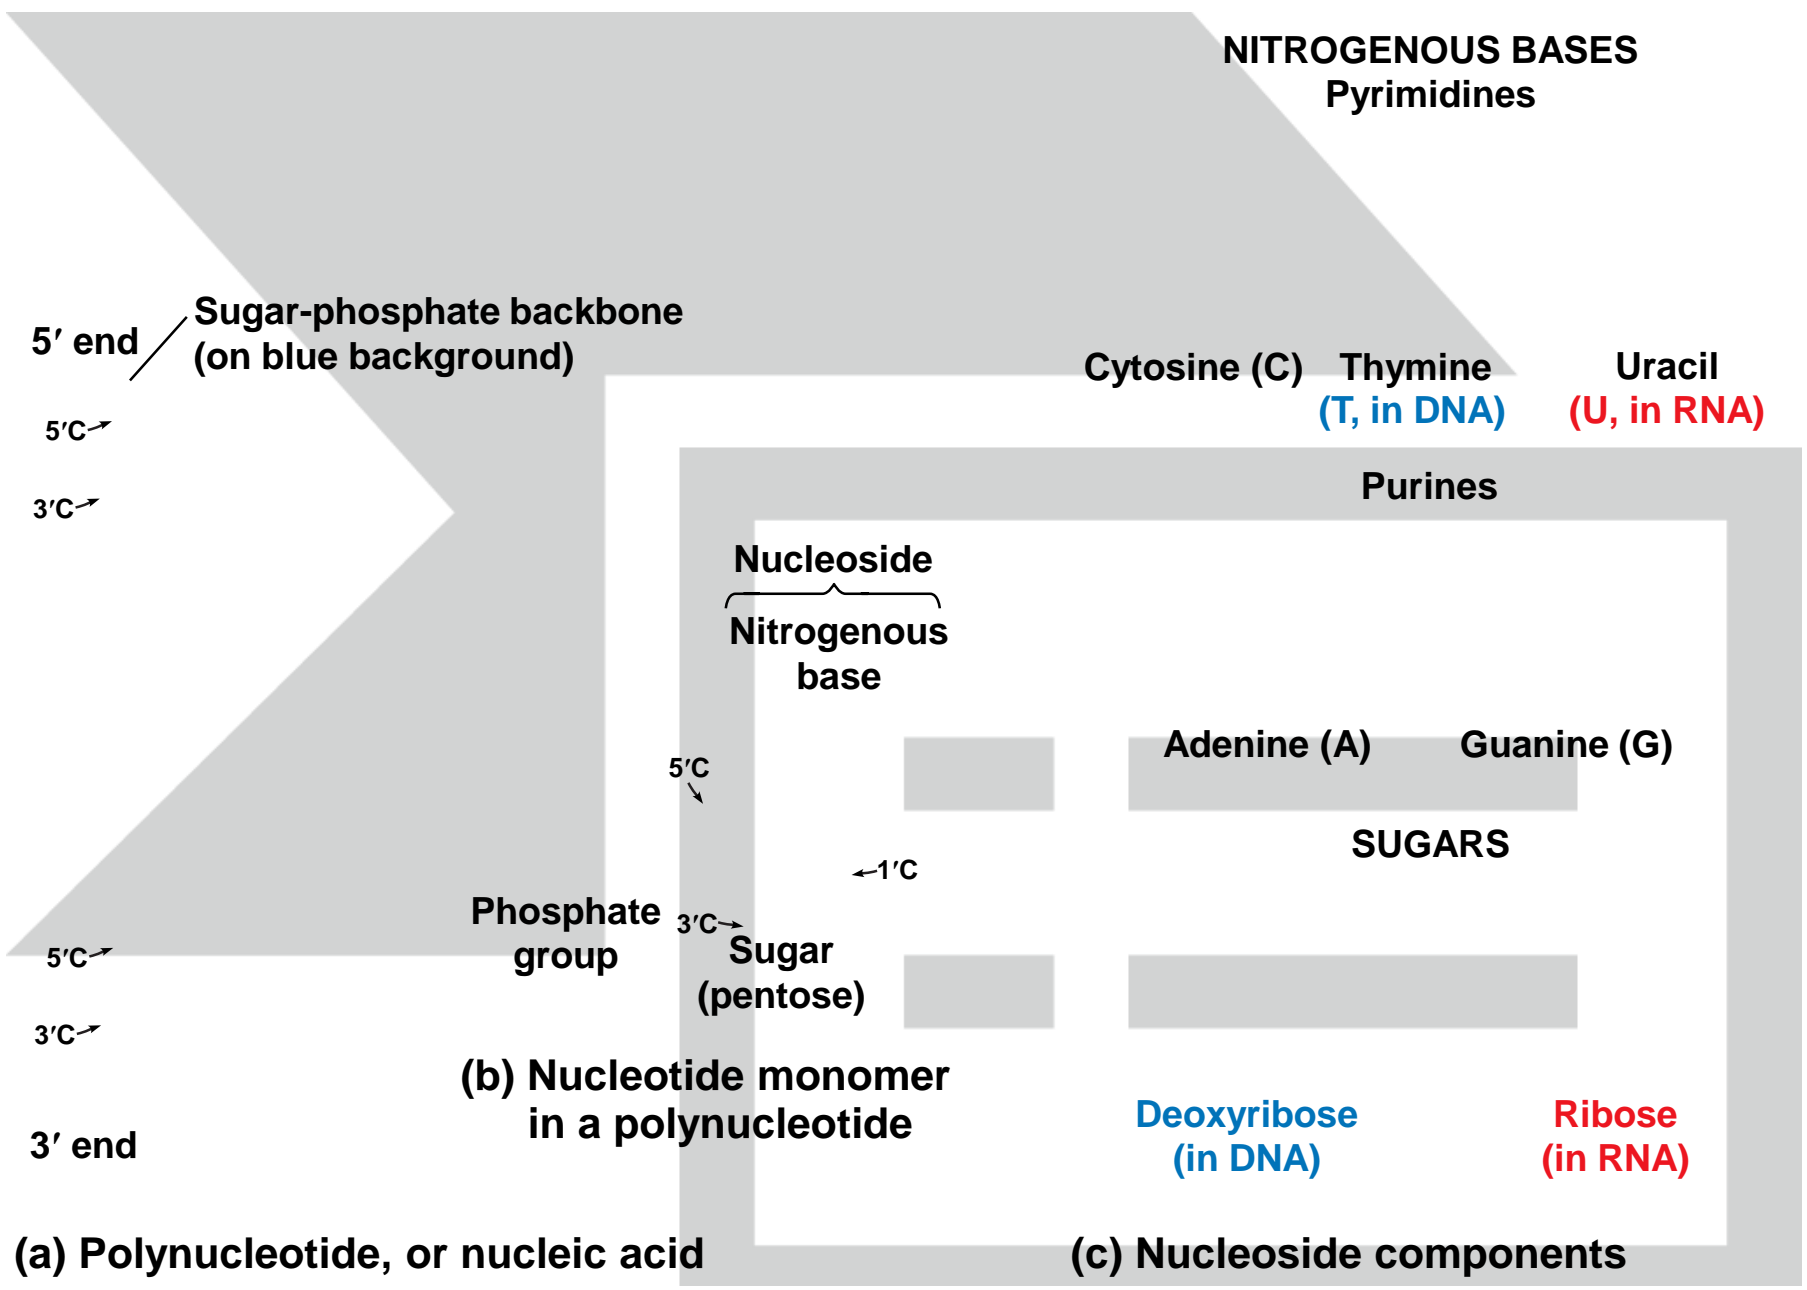 NITROGENOUS BASES
Pyrimidines
5′ end
Sugar-phosphate backbone
(on blue background)
5′C
3′C
Cytosine (C)
Thymine
(T, in DNA)
Uracil
(U, in RNA)
Purines
Nucleoside
Nitrogenous
base
Adenine (A)
Guanine (G)
5′C
1′C
3′C
Phosphate
group
Sugar
(pentose)
SUGARS
5′C
3′C
(b) Nucleotide monomer
in a polynucleotide
Deoxyribose
(in DNA)
Ribose
(in RNA)
3′ end
(a) Polynucleotide, or nucleic acid
(c) Nucleoside components